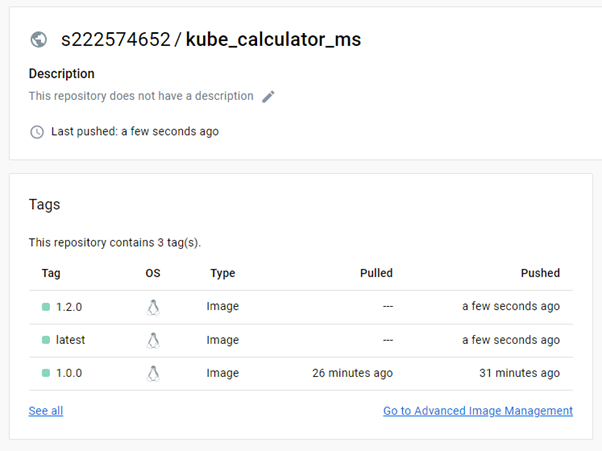 s222574652 / kube_calculator_ms
Description
This repository does not have a description
Last pushed: a few seconds ago
Tags
This repository contains 3 tag(s).
Tag OS Type Pulled Pushed
1.2.0 Image --- a few seconds ago
latest Image --- a few seconds ago
1.0.0 Image 26 minutes ago 31 minutes ago
See all Go to Advanced Image Management